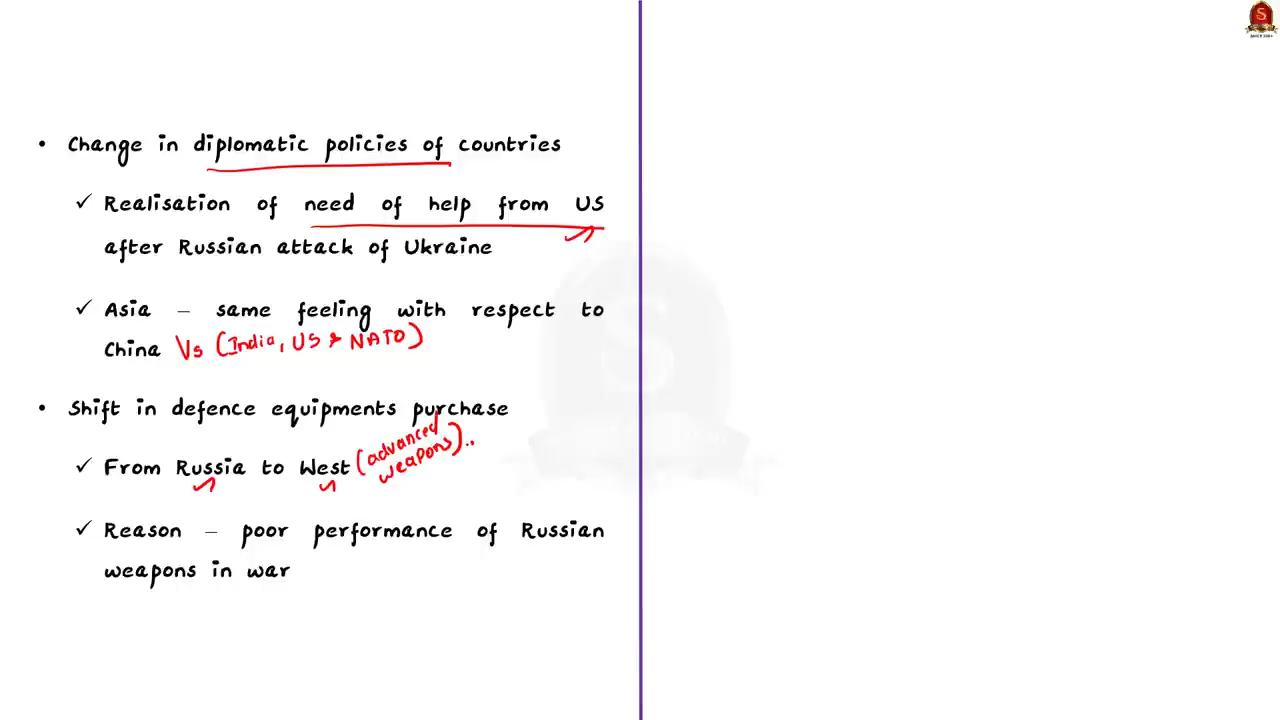 • Change in diplomatic policies of countries
✓ Realisation of need of help from US
after Russian attack of Ukraine
✓ Asia – same feeling with respect to
China Vs (India, US & NATO)
• Shift in defence equipments purchase
✓ From Russia to West (advanced
weapons)..
✓ Reason – poor performance of Russian
weapons in war
S